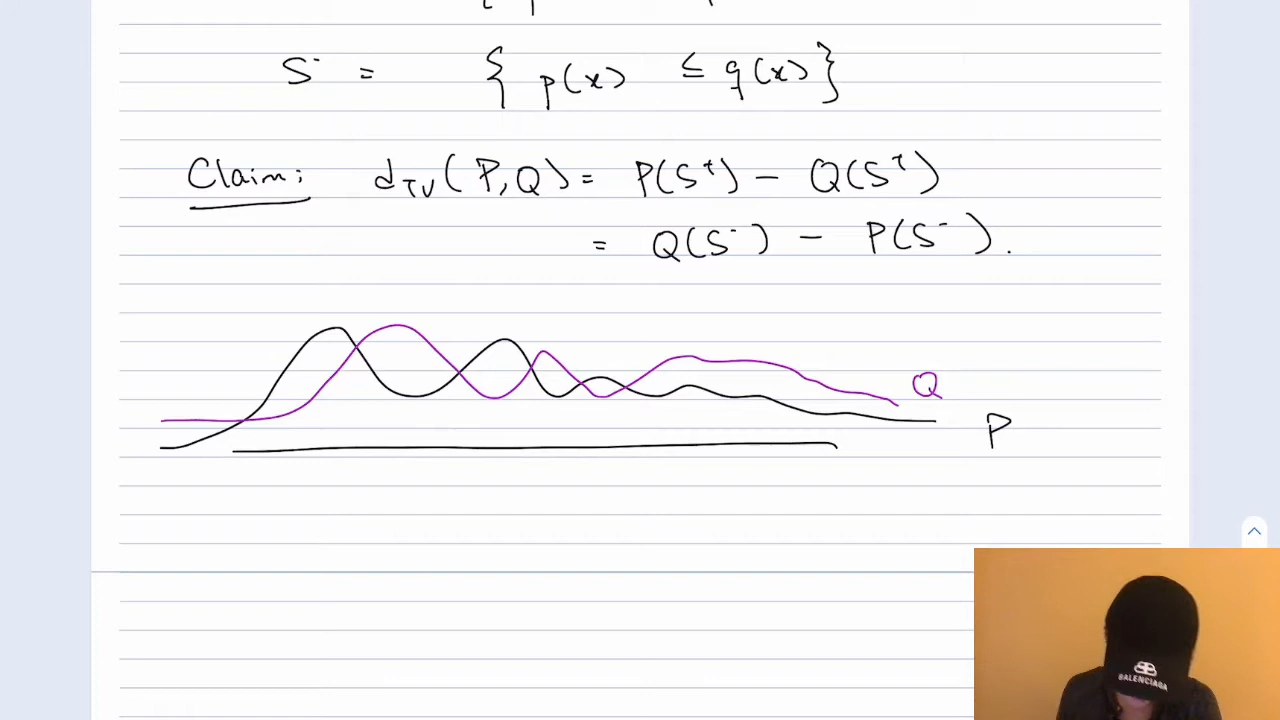 S⁻ = { p(x) ≤ q(x) }
Claim: d_TV (P, Q) = P(S⁺) − Q(S⁺)
= Q(S⁻) − P(S⁻).
Q
P
BALENCIAGA